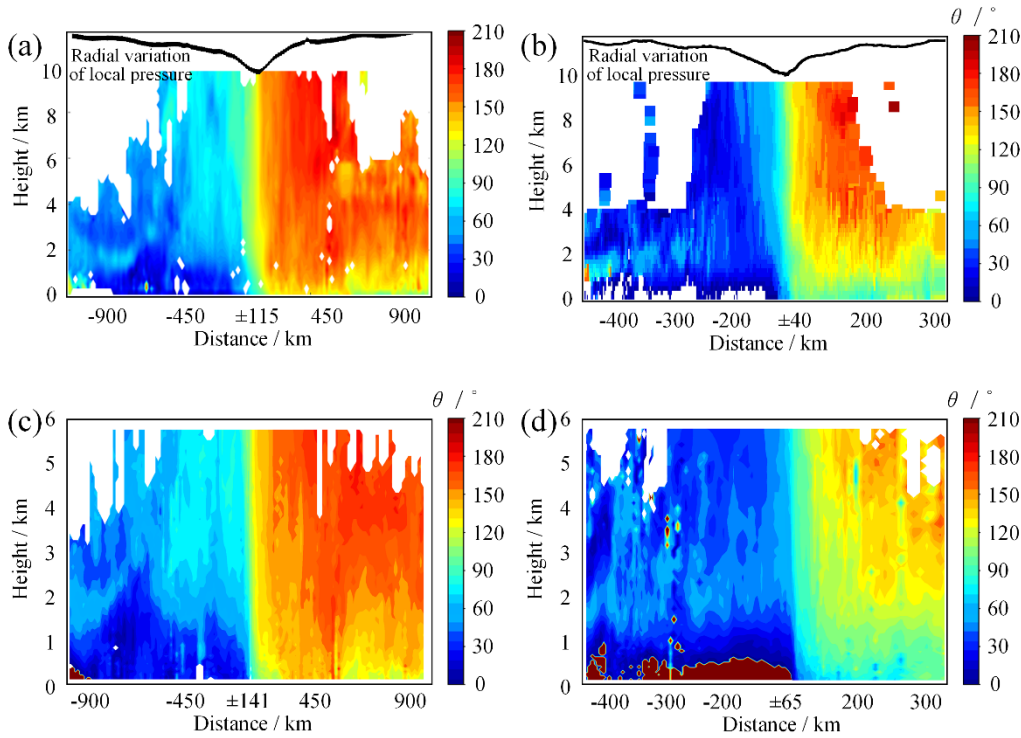 (a)
Radial variation
of local pressure
10
8
6
4
2
0
Height / km
-900 -450 ±115 450 900
Distance / km
210
180
150
120
90
60
30
0
(b)
Radial variation
of local pressure
10
8
6
4
2
0
Height / km
-400 -200 ±40 200 300
Distance / km
θ / °
210
180
150
120
90
60
30
0
(c)
6
5
4
3
2
1
0
Height / km
-900 -450 ±141 450 900
Distance / km
θ / °
210
180
150
120
90
60
30
0
(d)
6
5
4
3
2
1
0
Height / km
-400 -300 -200 ±65 200 300
Distance / km
θ / °
210
180
150
120
90
60
30
0